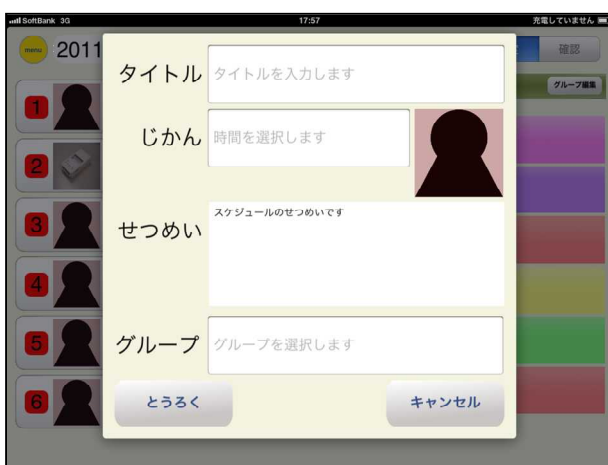 SoftBank 3G 17:57 充電していません
menu 2011 確認
グループ編集
タイトル タイトルを入力します
じかん 時間を選択します
せつめい スケジュールのせつめいです
グループ グループを選択します
とうろく キャンセル
1
2
3
4
5
6